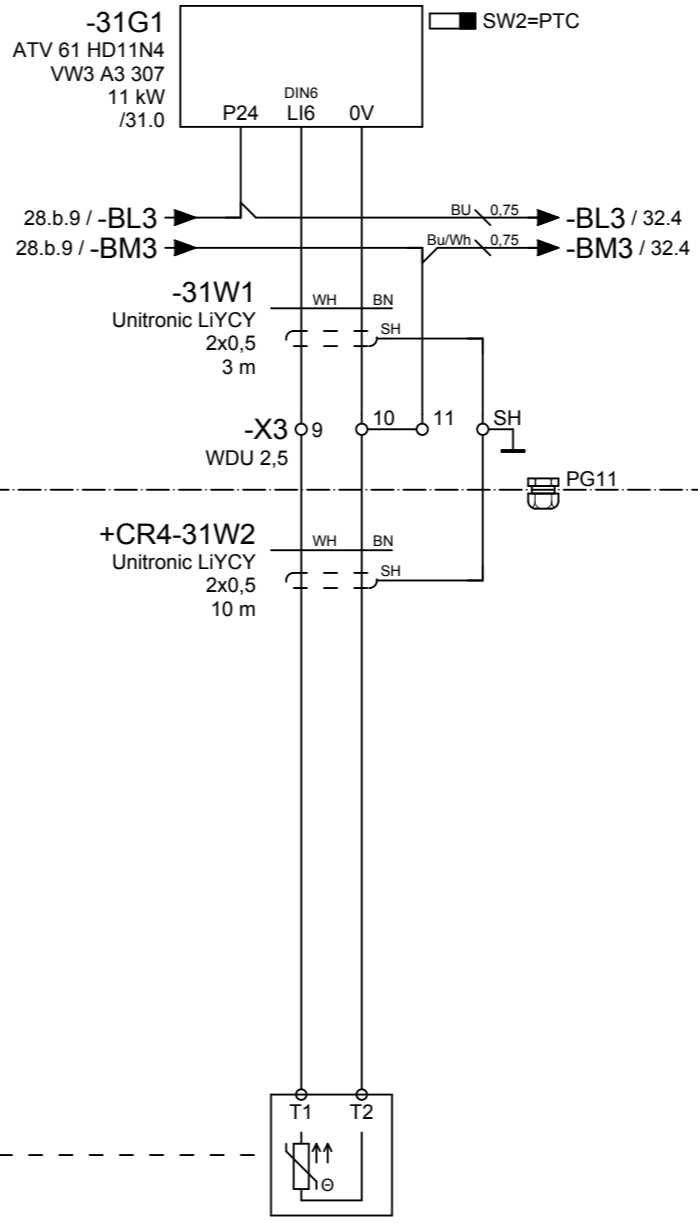 -31G1
SW2=PTC
ATV 61 HD11N4
VW3 A3 307
11 kW
/31.0
DIN6
P24 LI6 0V
28.b.9 / -BL3
BU 0,75
-BL3 / 32.4
28.b.9 / -BM3
Bu/Wh 0,75
-BM3 / 32.4
-31W1
WH BN
Unitronic LiYCY
SH
2x0,5
3 m
-X3 9 10 11 SH
WDU 2,5
PG11
+CR4-31W2
WH BN
Unitronic LiYCY
SH
2x0,5
10 m
T1 T2
Θ